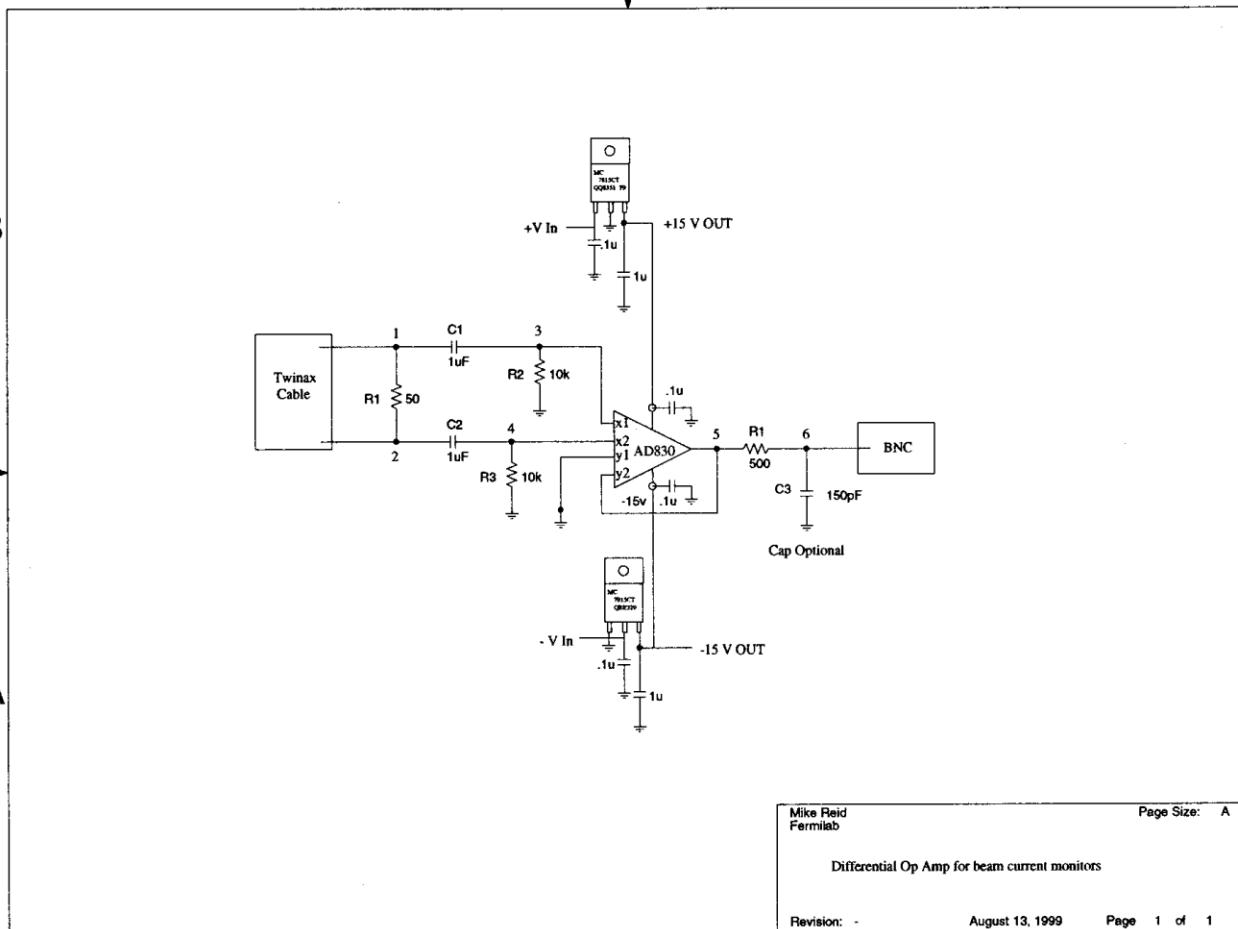 MC
7815CT
+V In
+15 V OUT
.1u
1u
1
C1
3
1uF
Twinax
Cable
R1
50
R2
10k
C2
4
2
1uF
R3
10k
x1
x2
y1
y2
AD830
.1u
-15v
.1u
5
R1
500
6
BNC
C3
150pF
Cap Optional
MC
- V In
-15 V OUT
.1u
1u
A
Mike Reid
Fermilab
Page Size: A
Differential Op Amp for beam current monitors
Revision: -
August 13, 1999
Page 1 of 1